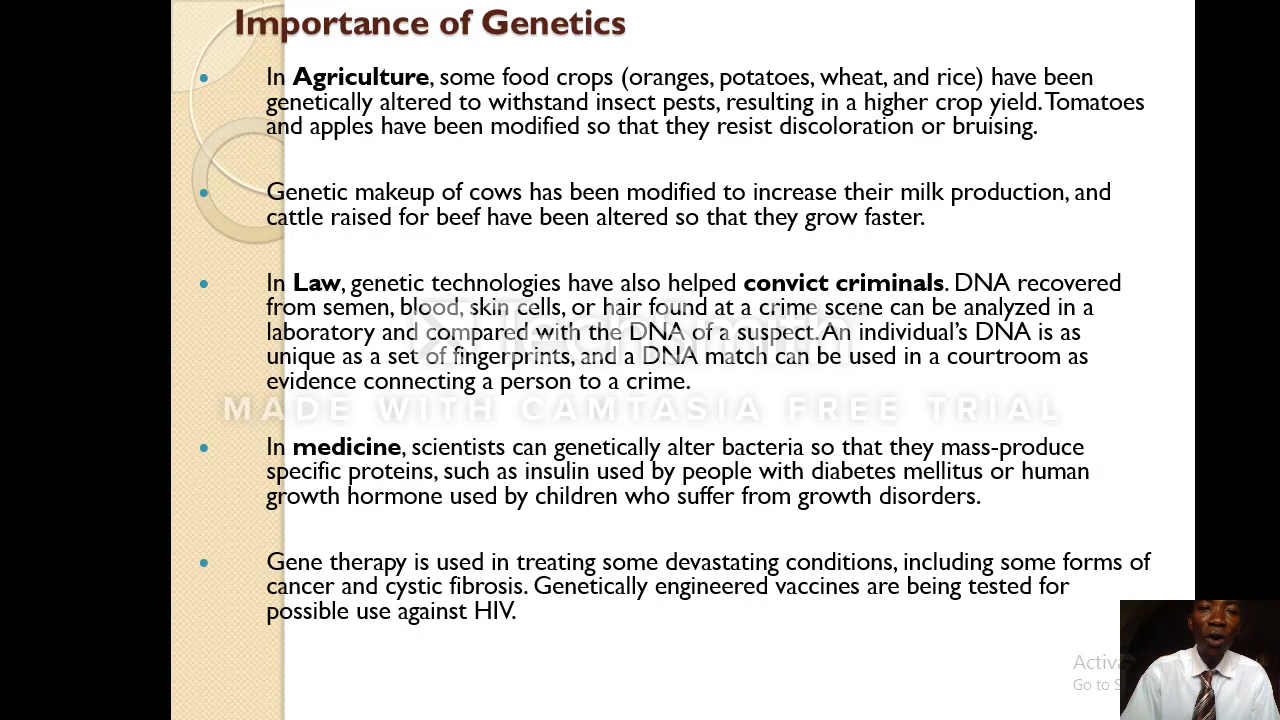 Importance of Genetics
In Agriculture, some food crops (oranges, potatoes, wheat, and rice) have been
genetically altered to withstand insect pests, resulting in a higher crop yield. Tomatoes
and apples have been modified so that they resist discoloration or bruising.
Genetic makeup of cows has been modified to increase their milk production, and
cattle raised for beef have been altered so that they grow faster.
In Law, genetic technologies have also helped convict criminals. DNA recovered
from semen, blood, skin cells, or hair found at a crime scene can be analyzed in a
laboratory and compared with the DNA of a suspect. An individual's DNA is as
unique as a set of fingerprints, and a DNA match can be used in a courtroom as
evidence connecting a person to a crime.
TechSmith
MADE WITH CAMTASIA FREE TRIAL
In medicine, scientists can genetically alter bacteria so that they mass-produce
specific proteins, such as insulin used by people with diabetes mellitus or human
growth hormone used by children who suffer from growth disorders.
Gene therapy is used in treating some devastating conditions, including some forms of
cancer and cystic fibrosis. Genetically engineered vaccines are being tested for
possible use against HIV.
Activa
Go to S